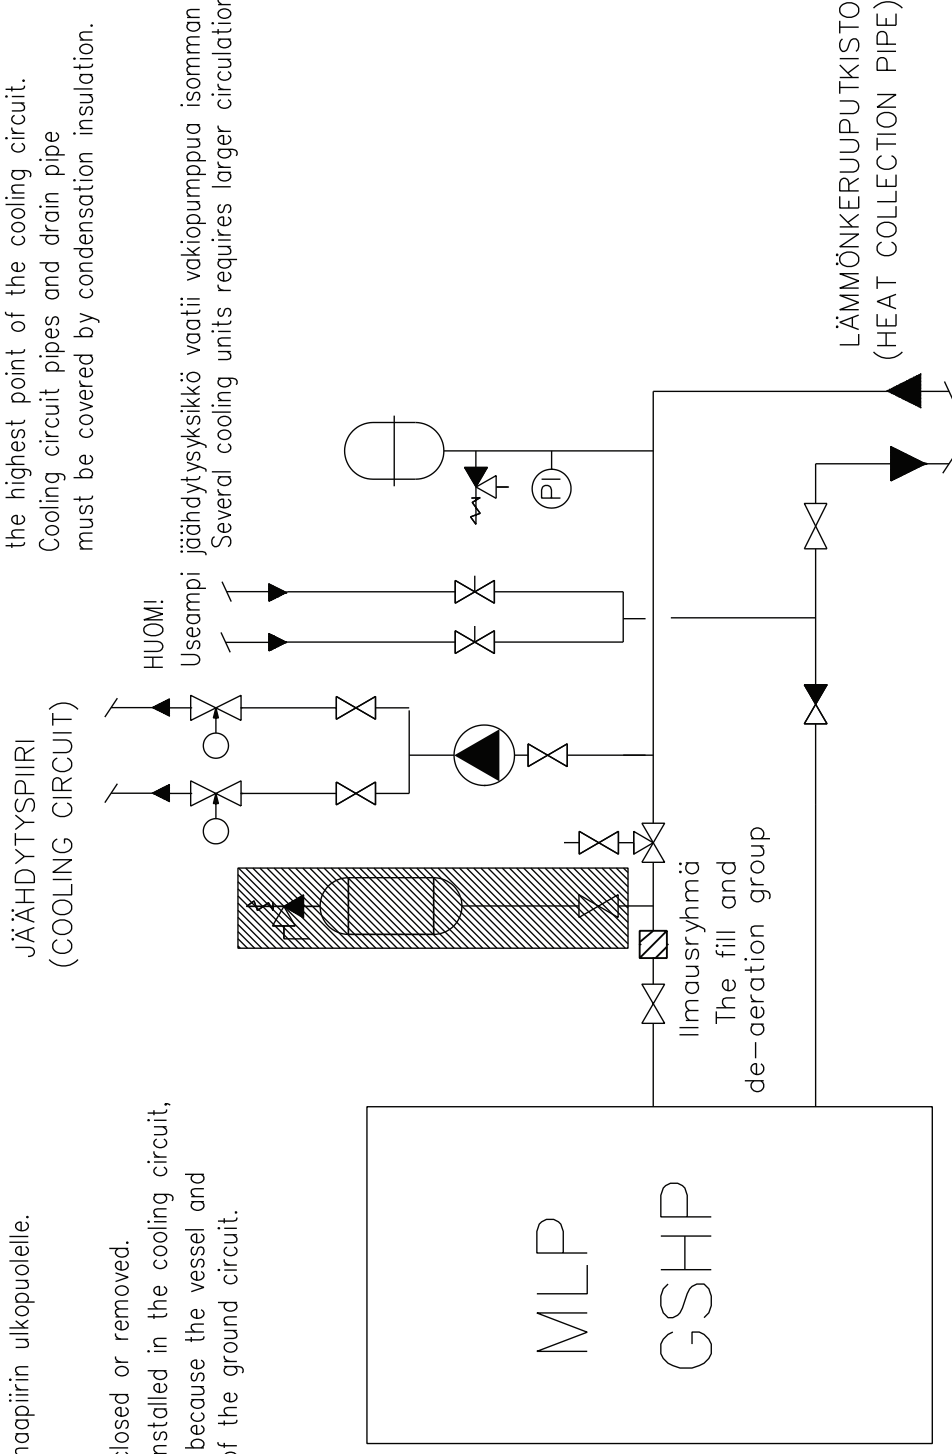 naapiirin ulkopuolelle.
closed or removed.
nstalled in the cooling circuit,
because the vessel and
of the ground circuit.
JÄÄHDYTYSPIIRI
(COOLING CIRCUIT)
the highest point of the cooling circuit.
Cooling circuit pipes and drain pipe
must be covered by condensation insulation.
HUOM!
Useampi jäähdytysyksikkö vaatii vakiopumppua isomman
Several cooling units requires larger circulation
PI
Ilmausryhmä
The fill and
de-aeration group
MLP
GSHP
LÄMMÖNKERUUPUTKISTO
(HEAT COLLECTION PIPE)